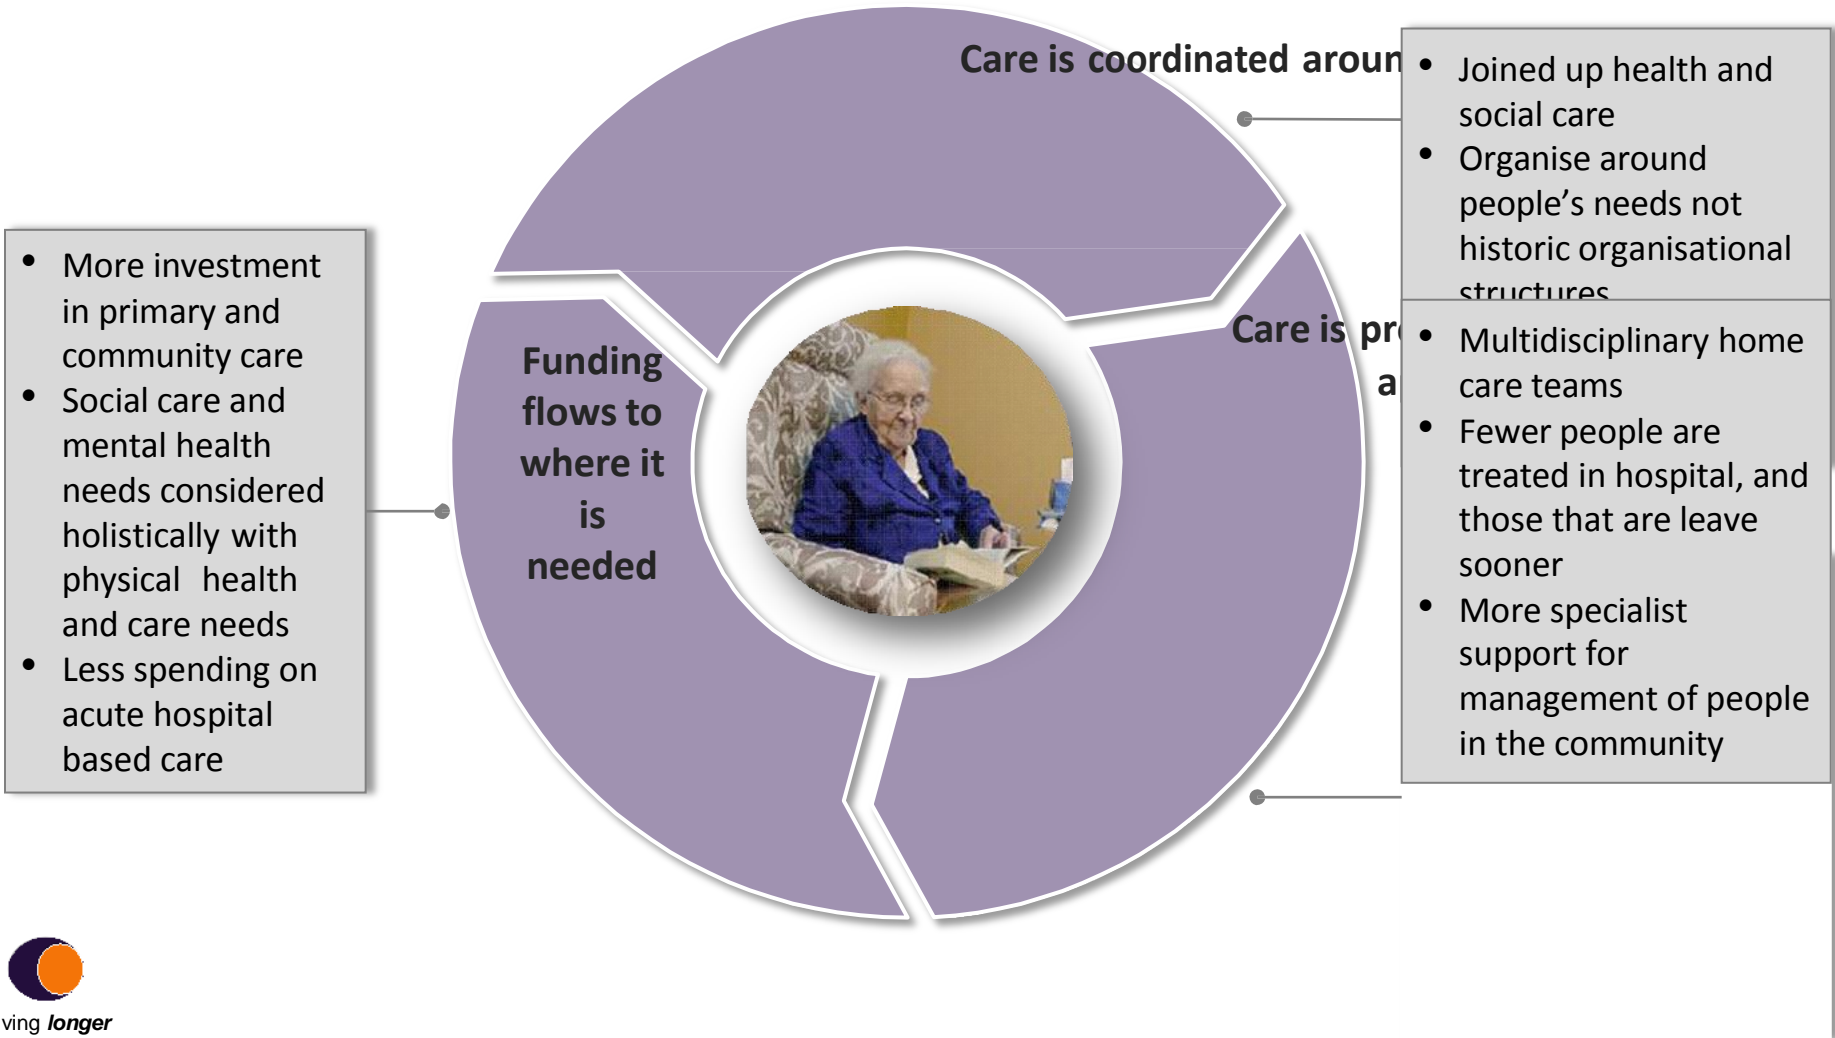 Care is coordinated aroun
• Joined up health and
social care
• Organise around
people’s needs not
historic organisational
structures
• More investment
in primary and
community care
• Social care and
mental health
needs considered
holistically with
physical health
and care needs
• Less spending on
acute hospital
based care
Funding
flows to
where it
is
needed
Care is pr
a
• Multidisciplinary home
care teams
• Fewer people are
treated in hospital, and
those that are leave
sooner
• More specialist
support for
management of people
in the community
ving longer